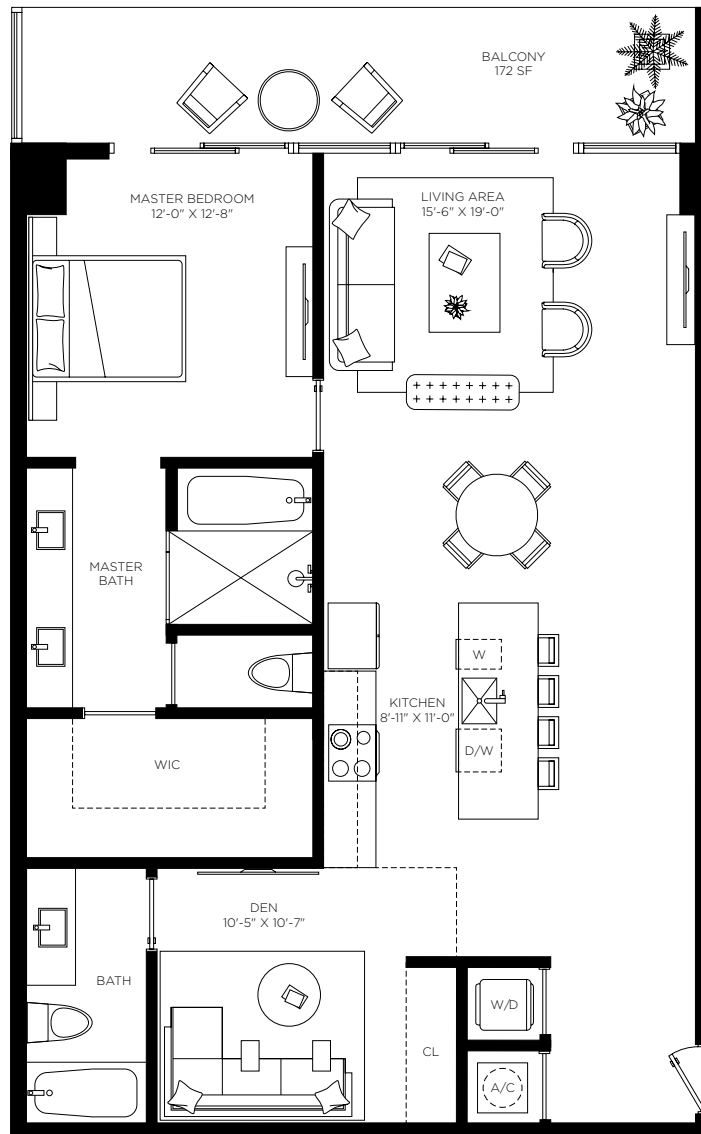 BALCONY
172 SF
MASTER BEDROOM
12'-0" X 12'-8"
LIVING AREA
15'-6" X 19'-0"
MASTER
BATH
W
KITCHEN
8'-11" X 11'-0"
D/W
WIC
DEN
10'-5" X 10'-7"
BATH
W/D
CL
A/C